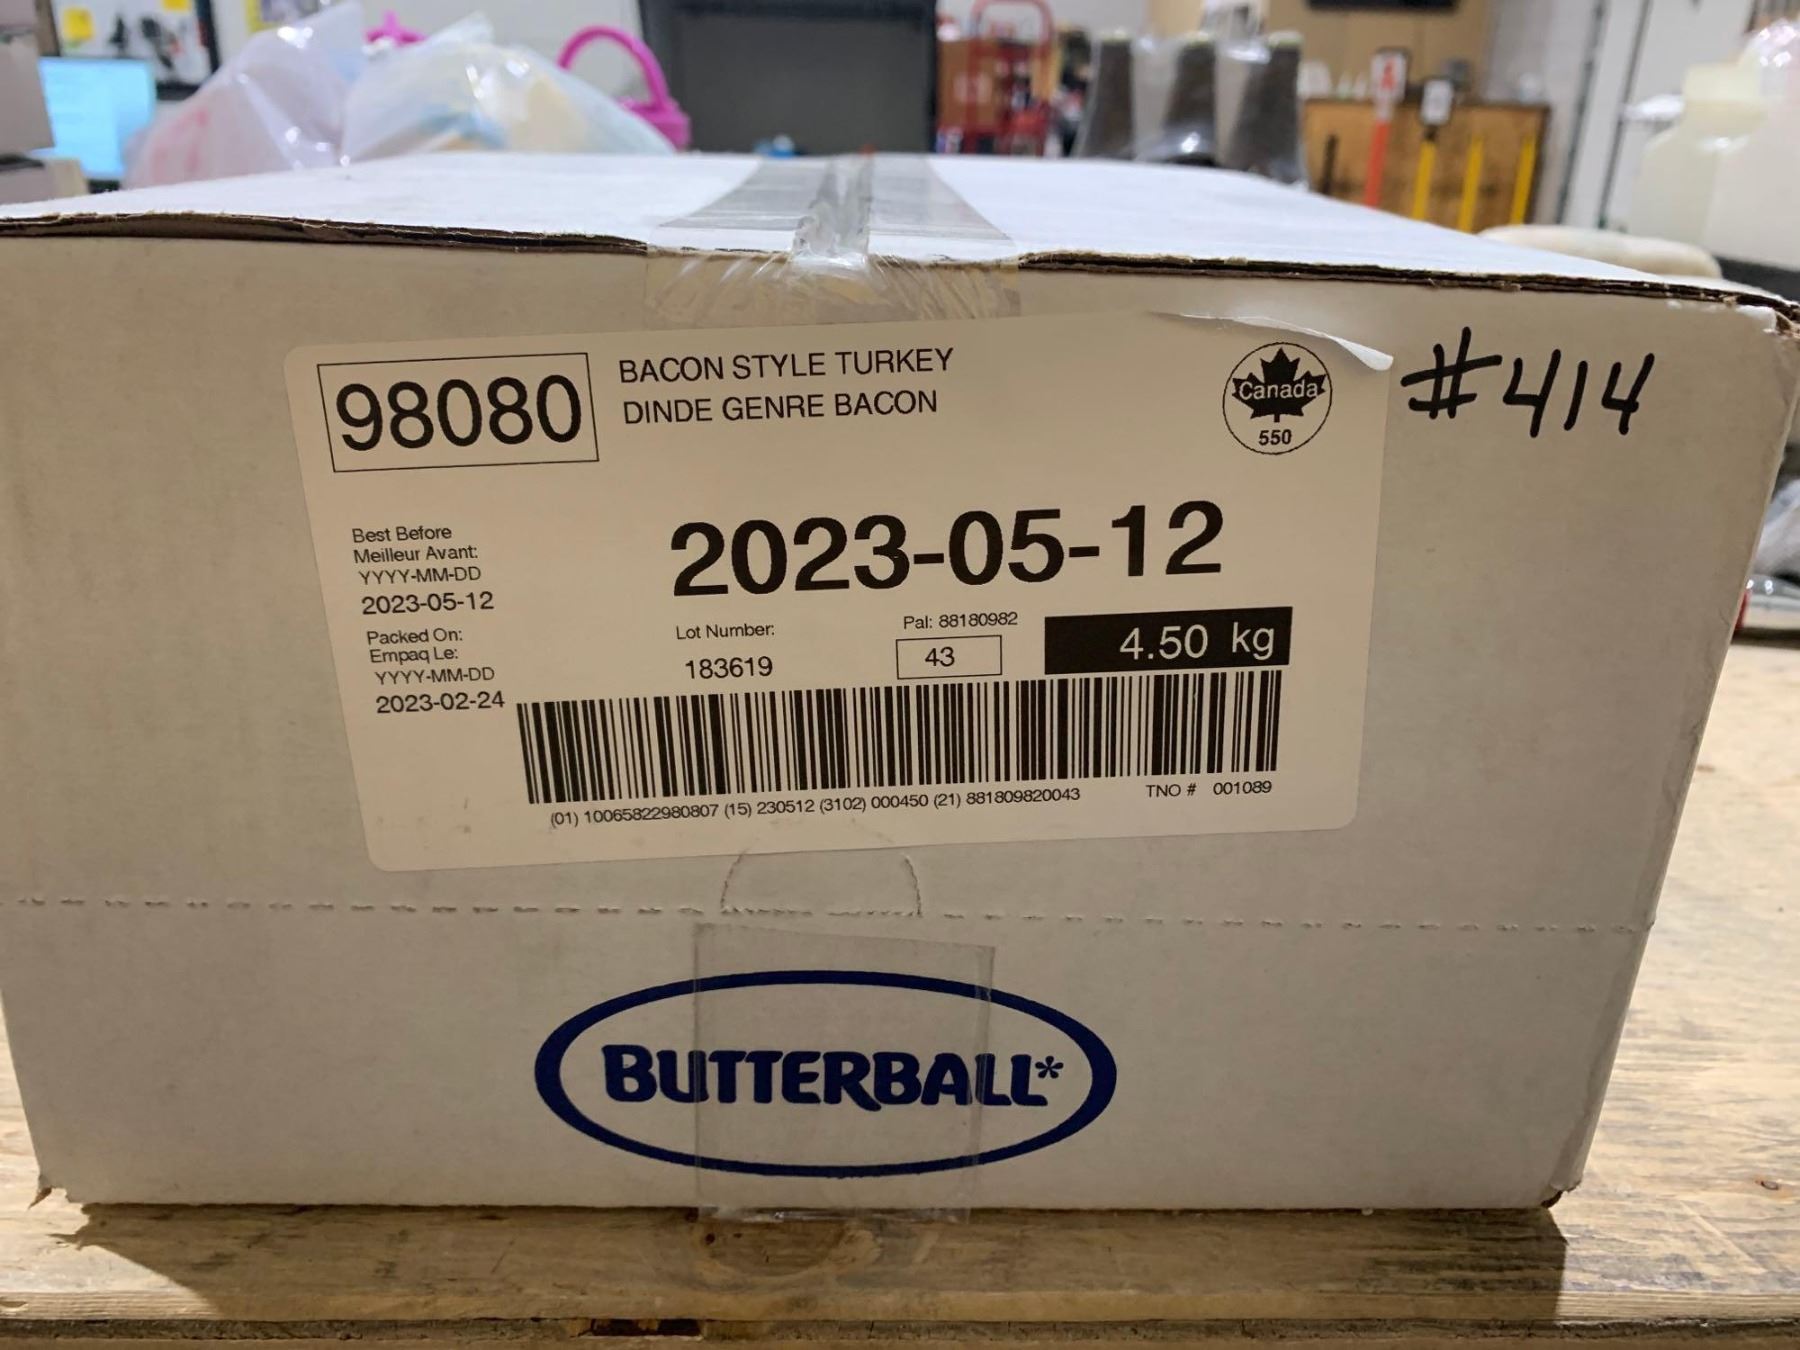 98080
BACON STYLE TURKEY
DINDE GENRE BACON
Canada
550
#414
Best Before
Meilleur Avant:
YYYY-MM-DD
2023-05-12
2023-05-12
Packed On:
Empaq Le:
YYYY-MM-DD
2023-02-24
Lot Number:
183619
Pal: 88180982
43
4.50 kg
(01) 10065822980807 (15) 230512 (3102) 000450 (21) 881809820043
TNO # 001089
BUTTERBALL*